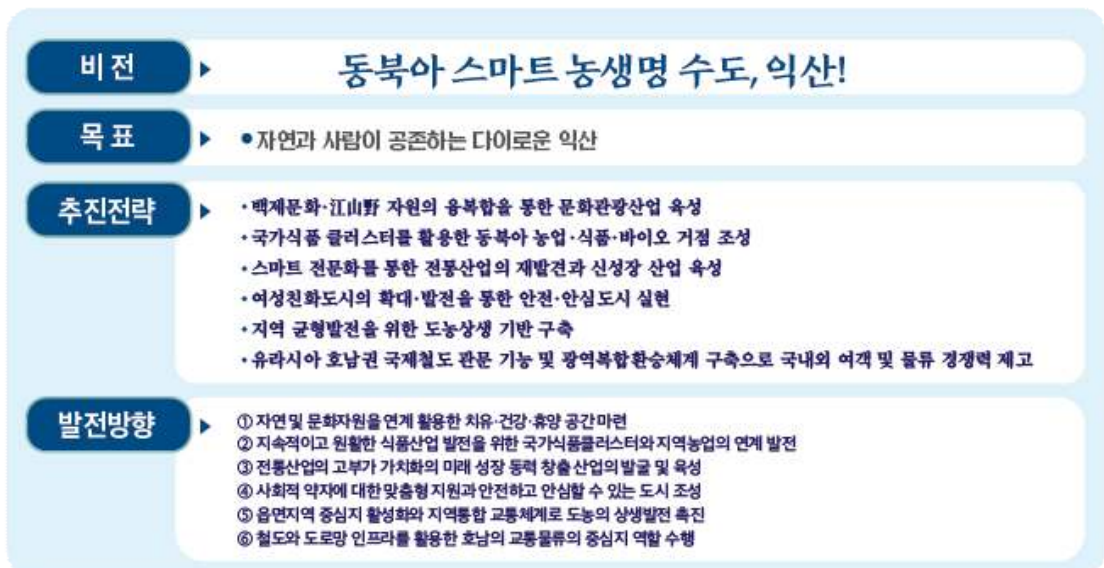 비 전
동북아 스마트 농생명 수도, 익산!
목 표
• 자연과 사람이 공존하는 다이로운 익산
추진전략
• 백제문화·江山野 자원의 융복합을 통한 문화관광산업 육성
• 국가식품 클러스터를 활용한 동북아 농업·식품·바이오 거점 조성
• 스마트 전문화를 통한 전통산업의 재발견과 신성장 산업 육성
• 여성친화도시의 확대·발전을 통한 안전·안심도시 실현
• 지역 균형발전을 위한 도농상생 기반 구축
• 유라시아 호남권 국제철도 관문 기능 및 광역복합환승체계 구축으로 국내외 여객 및 물류 경쟁력 제고
발전방향
① 자연 및 문화자원을 연계 활용한 치유·건강·휴양 공간 마련
② 지속적이고 원활한 식품산업 발전을 위한 국가식품클러스터와 지역농업의 연계 발전
③ 전통산업의 고부가 가치화의 미래 성장 동력 창출 산업의 발굴 및 육성
④ 사회적 약자에 대한 맞춤형 지원과 안전하고 안심할 수 있는 도시 조성
⑤ 읍면지역 중심지 활성화와 지역통합 교통체계로 도농의 상생발전 촉진
⑥ 철도와 도로망 인프라를 활용한 호남의 교통물류의 중심지 역할 수행